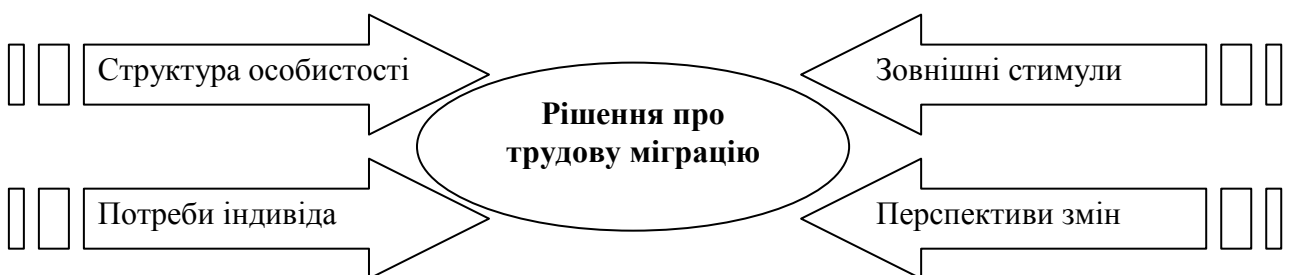 Структура особистості
Зовнішні стимули
Рішення про
трудову міграцію
Потреби індивіда
Перспективи змін